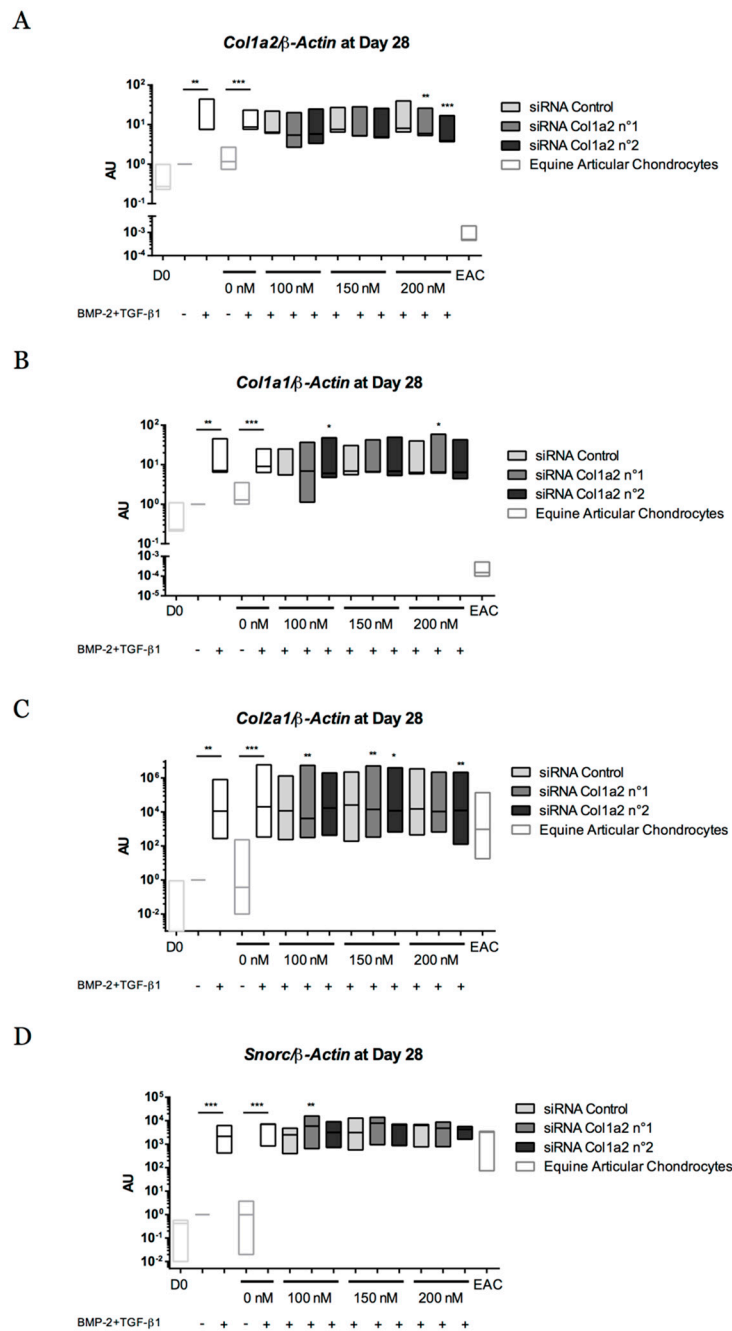 A
Col1a2/β-Actin at Day 28
10²
10¹
10⁰
10⁻¹
10⁻³
10⁻⁴
AU
** *** ** ***
siRNA Control
siRNA Col1a2 n°1
siRNA Col1a2 n°2
Equine Articular Chondrocytes
D0 0 nM 100 nM 150 nM 200 nM EAC
BMP-2+TGF-β1 - + - + + + + + + + + + +
B
Col1a1/β-Actin at Day 28
10²
10¹
10⁰
10⁻¹
10⁻³
10⁻⁴
10⁻⁵
AU
** *** * *
siRNA Control
siRNA Col1a2 n°1
siRNA Col1a2 n°2
Equine Articular Chondrocytes
D0 0 nM 100 nM 150 nM 200 nM EAC
BMP-2+TGF-β1 - + - + + + + + + + + + +
C
Col2a1/β-Actin at Day 28
10⁶
10⁴
10²
10⁰
10⁻²
AU
** *** ** ** * **
siRNA Control
siRNA Col1a2 n°1
siRNA Col1a2 n°2
Equine Articular Chondrocytes
D0 0 nM 100 nM 150 nM 200 nM EAC
BMP-2+TGF-β1 - + - + + + + + + + + + +
D
Snorc/β-Actin at Day 28
10⁵
10⁴
10³
10²
10¹
10⁰
10⁻¹
10⁻²
AU
*** *** **
siRNA Control
siRNA Col1a2 n°1
siRNA Col1a2 n°2
Equine Articular Chondrocytes
D0 0 nM 100 nM 150 nM 200 nM EAC
BMP-2+TGF-β1 - + - + + + + + + + + + +